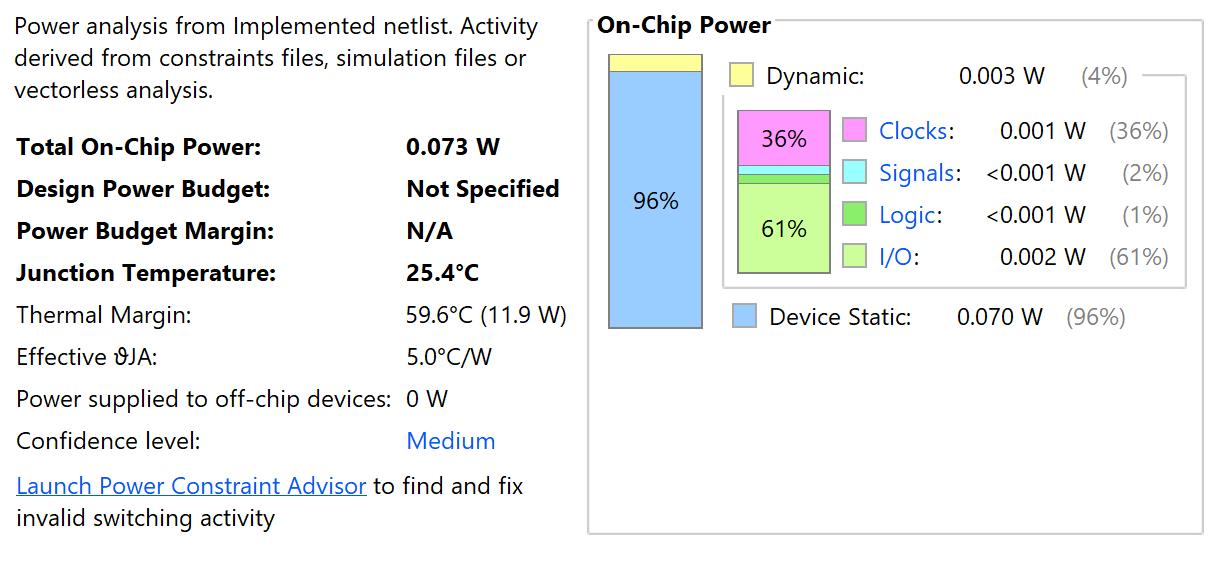 Power analysis from Implemented netlist. Activity
derived from constraints files, simulation files or
vectorless analysis.
Total On-Chip Power: 0.073 W
Design Power Budget: Not Specified
Power Budget Margin: N/A
Junction Temperature: 25.4°C
Thermal Margin: 59.6°C (11.9 W)
Effective ϑJA: 5.0°C/W
Power supplied to off-chip devices: 0 W
Confidence level: Medium
Launch Power Constraint Advisor to find and fix
invalid switching activity
On-Chip Power
96%
Dynamic: 0.003 W (4%)
36%
61%
Clocks: 0.001 W (36%)
Signals: <0.001 W (2%)
Logic: <0.001 W (1%)
I/O: 0.002 W (61%)
Device Static: 0.070 W (96%)